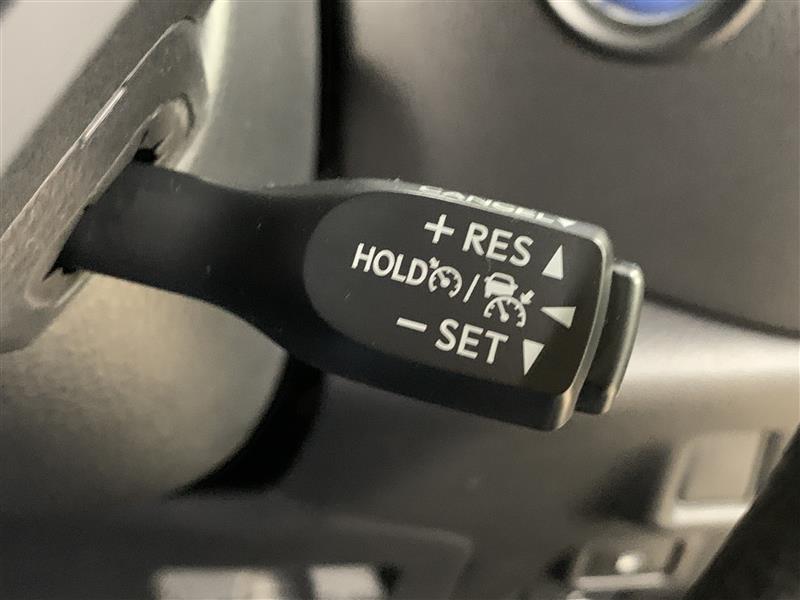 CANCEL
+ RES
HOLD /
− SET